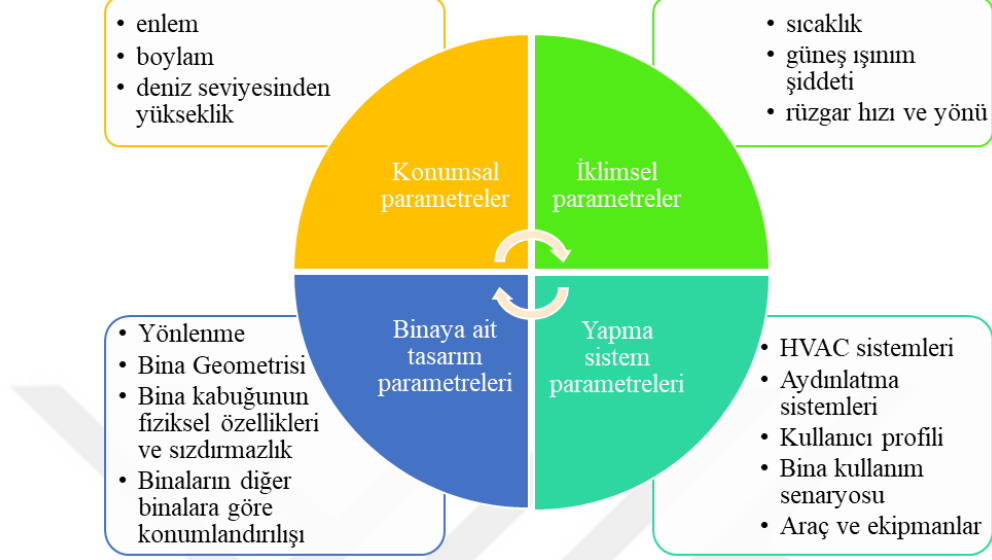 • enlem
• boylam
• deniz seviyesinden
yükseklik
• sıcaklık
• güneş ışınım
şiddeti
• rüzgar hızı ve yönü
Konumsal
parametreler
İklimsel
parametreler
Binaya ait
tasarım
parametreleri
Yapma
sistem
parametreleri
• Yönlenme
• Bina Geometrisi
• Bina kabuğunun
fiziksel özellikleri
ve sızdırmazlık
• Binaların diğer
binalara göre
konumlandırılışı
• HVAC sistemleri
• Aydınlatma
sistemleri
• Kullanıcı profili
• Bina kullanım
senaryosu
• Araç ve ekipmanlar